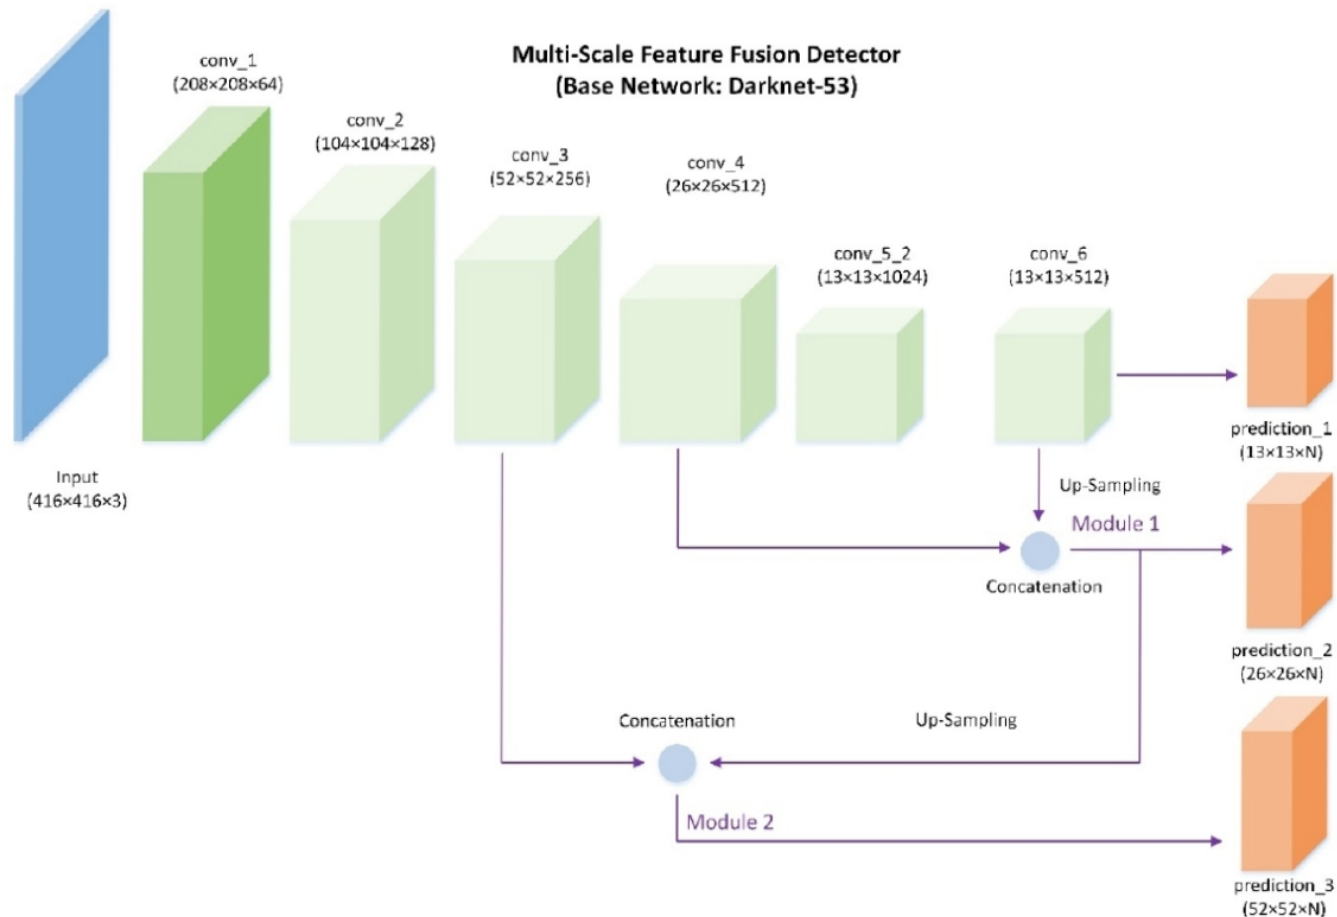 Multi-Scale Feature Fusion Detector
(Base Network: Darknet-53)
conv_1
(208×208×64)
conv_2
(104×104×128)
conv_3
(52×52×256)
conv_4
(26×26×512)
conv_5_2
(13×13×1024)
conv_6
(13×13×512)
Input
(416×416×3)
prediction_1
(13×13×N)
Up-Sampling
Module 1
Concatenation
prediction_2
(26×26×N)
Concatenation
Up-Sampling
Module 2
prediction_3
(52×52×N)